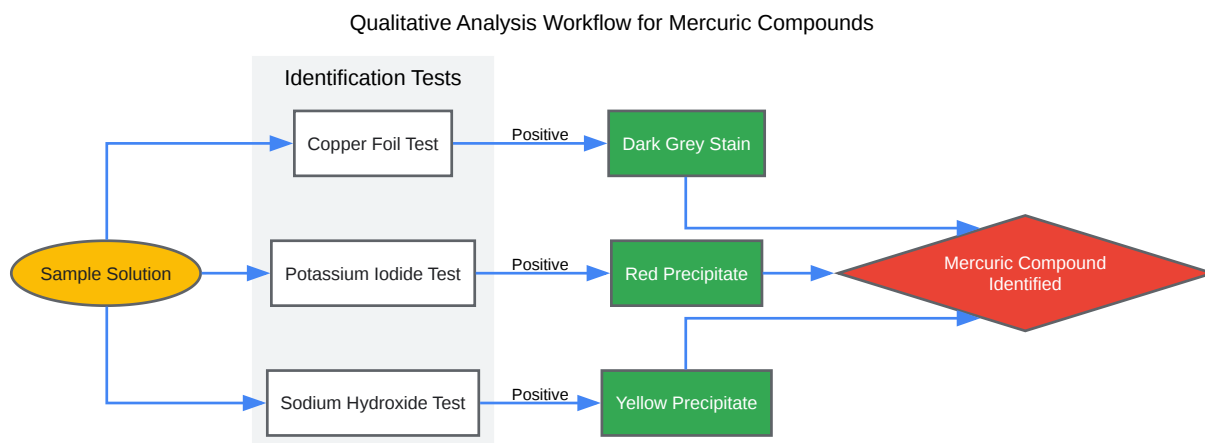 Qualitative Analysis Workflow for Mercuric Compounds
Identification Tests
Copper Foil Test
Positive
Dark Grey Stain
Sample Solution
Potassium Iodide Test
Positive
Red Precipitate
Mercuric Compound
Identified
Sodium Hydroxide Test
Positive
Yellow Precipitate